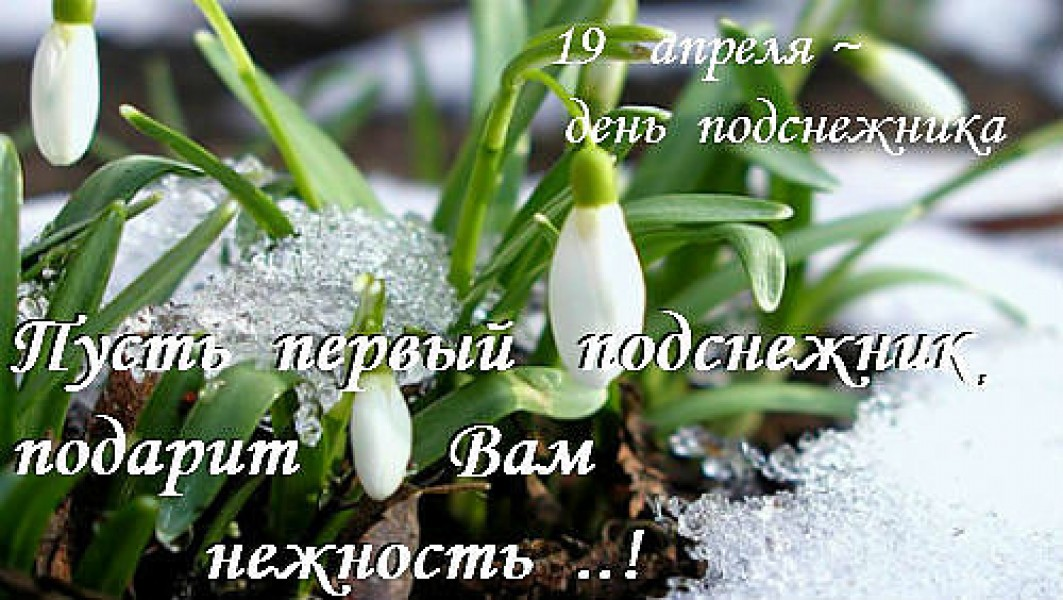 19 апреля ~
день подснежника
Пусть первый подснежник,
подарит Вам
нежность ..!